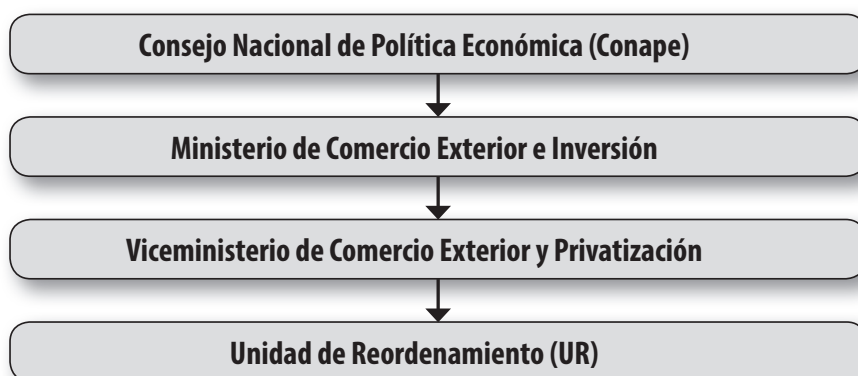 Consejo Nacional de Política Económica (Conape)
Ministerio de Comercio Exterior e Inversión
Viceministerio de Comercio Exterior y Privatización
Unidad de Reordenamiento (UR)